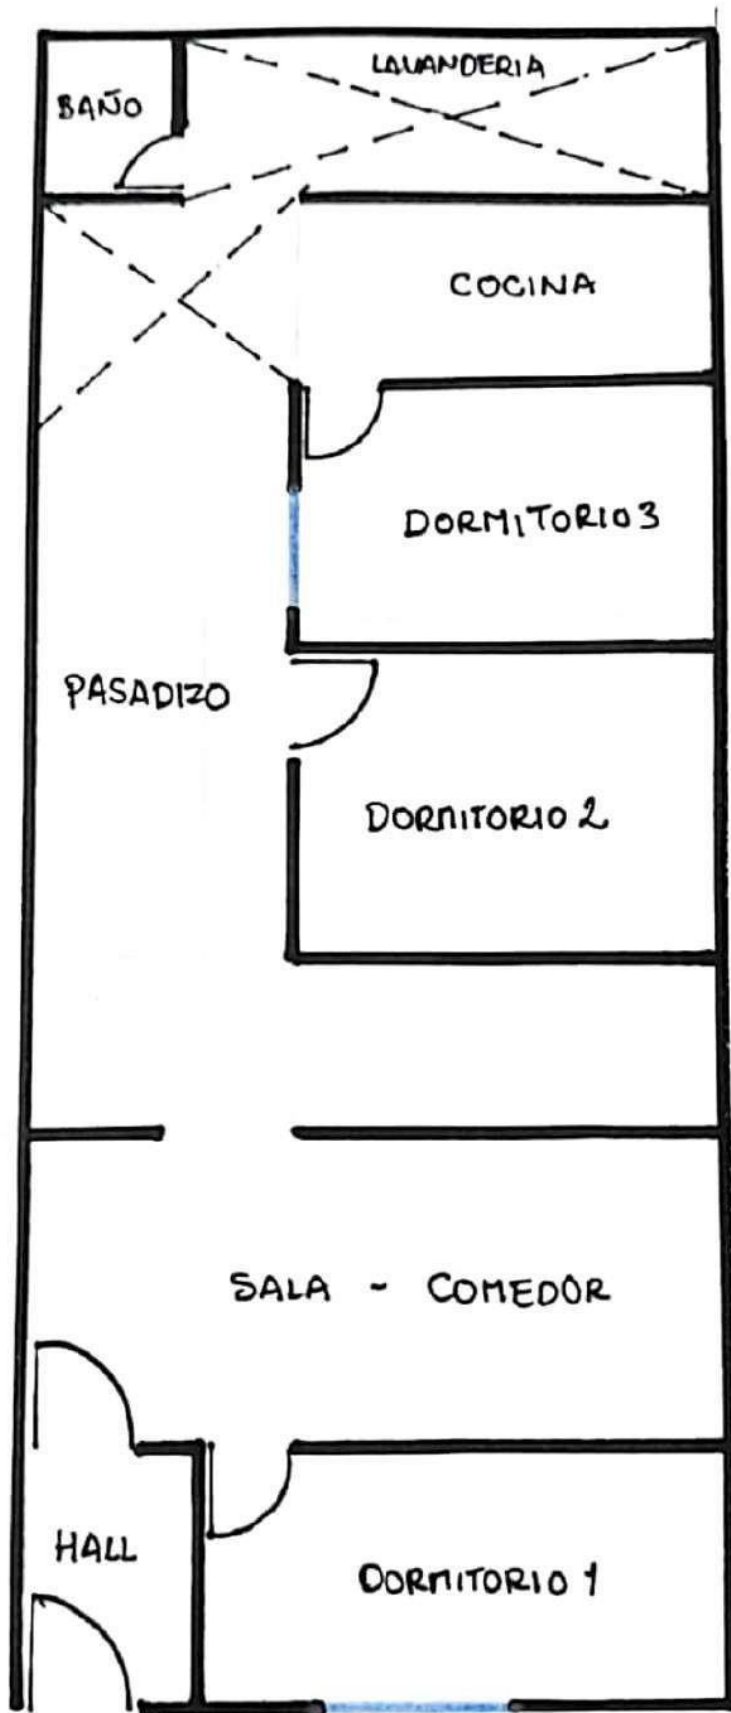 LAVANDERIA
BAÑO
COCINA
DORMITORIO 3
PASADIZO
DORMITORIO 2
SALA - COMEDOR
HALL
DORMITORIO 1